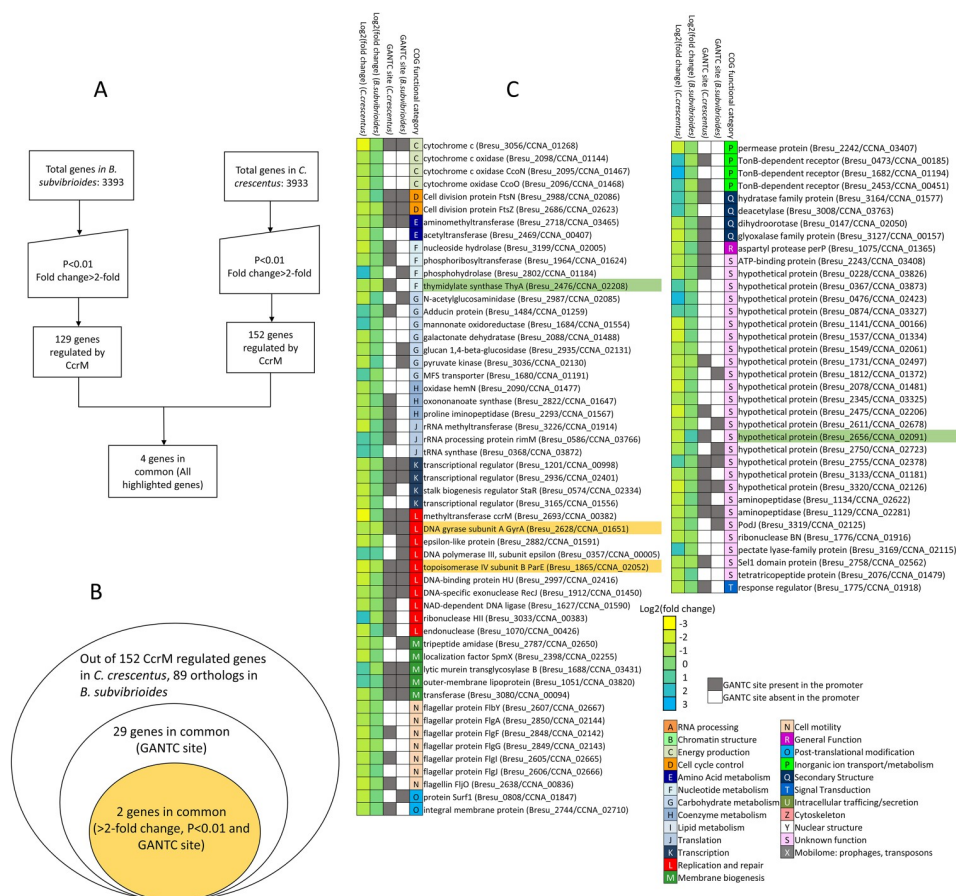 A
Total genes in B.
subvibrioides: 3393
Total genes in C.
crescentus: 3933
P<0.01
Fold change>2-fold
P<0.01
Fold change>2-fold
129 genes
regulated by
CcrM
152 genes
regulated by
CcrM
4 genes
in common (All
highlighted genes)
B
Out of 152 CcrM regulated genes
in C. crescentus, 89 orthologs in
B. subvibrioides
29 genes in common
(GANTC site)
2 genes in common
(>2-fold change, P<0.01 and
GANTC site)
C
Log2(fold change) (C.crescentus)
Log2(fold change) (B.subvibrioides)
GANTC site (C.crescentus)
GANTC site (B.subvibrioides)
COG functional category
C cytochrome c (Bresu_3056/CCNA_01268)
C cytochrome c oxidase (Bresu_2098/CCNA_01144)
C cytochrome c oxidase CcoN (Bresu_2095/CCNA_01467)
C cytochrome oxidase CcoO (Bresu_2096/CCNA_01468)
D Cell division protein FtsN (Bresu_2988/CCNA_02086)
D Cell division protein FtsZ (Bresu_2686/CCNA_02623)
E aminomethyltransferase (Bresu_2718/CCNA_03465)
E acetyltransferase (Bresu_2469/CCNA_00407)
F nucleoside hydrolase (Bresu_3199/CCNA_02005)
F phosphoribosyltransferase (Bresu_1964/CCNA_01624)
F phosphohydrolase (Bresu_2802/CCNA_01184)
F thymidylate synthase ThyA (Bresu_2476/CCNA_02208)
G N-acetylglucosaminidase (Bresu_2987/CCNA_02085)
G Adducin protein (Bresu_1484/CCNA_01259)
G mannonate oxidoreductase (Bresu_1684/CCNA_01554)
G galactonate dehydratase (Bresu_2088/CCNA_01488)
G glucan 1,4-beta-glucosidase (Bresu_2935/CCNA_02131)
G pyruvate kinase (Bresu_3036/CCNA_02130)
G MFS transporter (Bresu_1680/CCNA_01191)
H oxidase hemN (Bresu_2090/CCNA_01477)
H oxononanoate synthase (Bresu_2822/CCNA_01647)
H proline iminopeptidase (Bresu_2293/CCNA_01567)
J rRNA methyltransferase (Bresu_3226/CCNA_01914)
J rRNA processing protein rimM (Bresu_0586/CCNA_03766)
J tRNA synthase (Bresu_0368/CCNA_03872)
K transcriptional regulator (Bresu_1201/CCNA_00998)
K transcriptional regulator (Bresu_2936/CCNA_02401)
K stalk biogenesis regulator StaR (Bresu_0574/CCNA_02334)
K transcriptional regulator (Bresu_3165/CCNA_01556)
L methyltransferase ccrM (Bresu_2693/CCNA_00382)
L DNA gyrase subunit A GyrA (Bresu_2628/CCNA_01651)
L epsilon-like protein (Bresu_2882/CCNA_01591)
L DNA polymerase III, subunit epsilon (Bresu_0357/CCNA_00005)
L topoisomerase IV subunit B ParE (Bresu_1865/CCNA_02052)
L DNA-binding protein HU (Bresu_2997/CCNA_02416)
L DNA-specific exonuclease RecJ (Bresu_1912/CCNA_01450)
L NAD-dependent DNA ligase (Bresu_1627/CCNA_01590)
L ribonuclease HII (Bresu_3033/CCNA_00383)
L endonuclease (Bresu_1070/CCNA_00426)
M tripeptide amidase (Bresu_2787/CCNA_02650)
M localization factor SpmX (Bresu_2398/CCNA_02255)
M lytic murein transglycosylase B (Bresu_1688/CCNA_03431)
M outer-membrane lipoprotein (Bresu_1051/CCNA_03820)
M transferase (Bresu_3080/CCNA_00094)
N flagellar protein FlbY (Bresu_2607/CCNA_02667)
N flagellar protein FlgA (Bresu_2850/CCNA_02144)
N flagellar protein FlgF (Bresu_2848/CCNA_02142)
N flagellar protein FlgG (Bresu_2849/CCNA_02143)
N flagellar protein FlgI (Bresu_2605/CCNA_02665)
N flagellar protein FlgJ (Bresu_2606/CCNA_02666)
N flagellin FljO (Bresu_2638/CCNA_00836)
O protein Surf1 (Bresu_0808/CCNA_01847)
O integral membrane protein (Bresu_2744/CCNA_02710)
Log2(fold change) (C.crescentus)
Log2(fold change) (B.subvibrioides)
GANTC site (C.crescentus)
GANTC site (B.subvibrioides)
COG functional category
P permease protein (Bresu_2242/CCNA_03407)
P TonB-dependent receptor (Bresu_0473/CCNA_00185)
P TonB-dependent receptor (Bresu_1682/CCNA_01194)
P TonB-dependent receptor (Bresu_2453/CCNA_00451)
Q hydratase family protein (Bresu_3164/CCNA_01577)
Q deacetylase (Bresu_3008/CCNA_03763)
Q dihydroorotase (Bresu_0147/CCNA_02050)
Q glyoxalase family protein (Bresu_3127/CCNA_00157)
R aspartyl protease perP (Bresu_1075/CCNA_01365)
S ATP-binding protein (Bresu_2243/CCNA_03408)
S hypothetical protein (Bresu_0228/CCNA_03826)
S hypothetical protein (Bresu_0367/CCNA_03873)
S hypothetical protein (Bresu_0476/CCNA_02423)
S hypothetical protein (Bresu_0874/CCNA_03327)
S hypothetical protein (Bresu_1141/CCNA_00166)
S hypothetical protein (Bresu_1537/CCNA_01334)
S hypothetical protein (Bresu_1549/CCNA_02061)
S hypothetical protein (Bresu_1731/CCNA_02497)
S hypothetical protein (Bresu_1812/CCNA_01372)
S hypothetical protein (Bresu_2078/CCNA_01481)
S hypothetical protein (Bresu_2345/CCNA_03325)
S hypothetical protein (Bresu_2475/CCNA_02206)
S hypothetical protein (Bresu_2611/CCNA_02678)
S hypothetical protein (Bresu_2656/CCNA_02091)
S hypothetical protein (Bresu_2750/CCNA_02723)
S hypothetical protein (Bresu_2755/CCNA_02378)
S hypothetical protein (Bresu_3133/CCNA_01181)
S hypothetical protein (Bresu_3320/CCNA_02126)
S aminopeptidase (Bresu_1134/CCNA_02622)
S aminopeptidase (Bresu_1129/CCNA_02281)
S PodJ (Bresu_3319/CCNA_02125)
S ribonuclease BN (Bresu_1776/CCNA_01916)
S pectate lyase-family protein (Bresu_3169/CCNA_02115)
S Sel1 domain protein (Bresu_2758/CCNA_02562)
S tetratricopeptide protein (Bresu_2076/CCNA_01479)
T response regulator (Bresu_1775/CCNA_01918)
Log2(fold change)
-3
-2
-1
0
1
2
3
GANTC site present in the promoter
GANTC site absent in the promoter
A RNA processing
B Chromatin structure
C Energy production
D Cell cycle control
E Amino Acid metabolism
F Nucleotide metabolism
G Carbohydrate metabolism
H Coenzyme metabolism
I Lipid metabolism
J Translation
K Transcription
L Replication and repair
M Membrane biogenesis
N Cell motility
R General Function
O Post-translational modification
P Inorganic ion transport/metabolism
Q Secondary Structure
T Signal Transduction
U Intracellular trafficing/secretion
Z Cytoskeleton
Y Nuclear structure
S Unknown function
X Mobilome: prophages, transposons